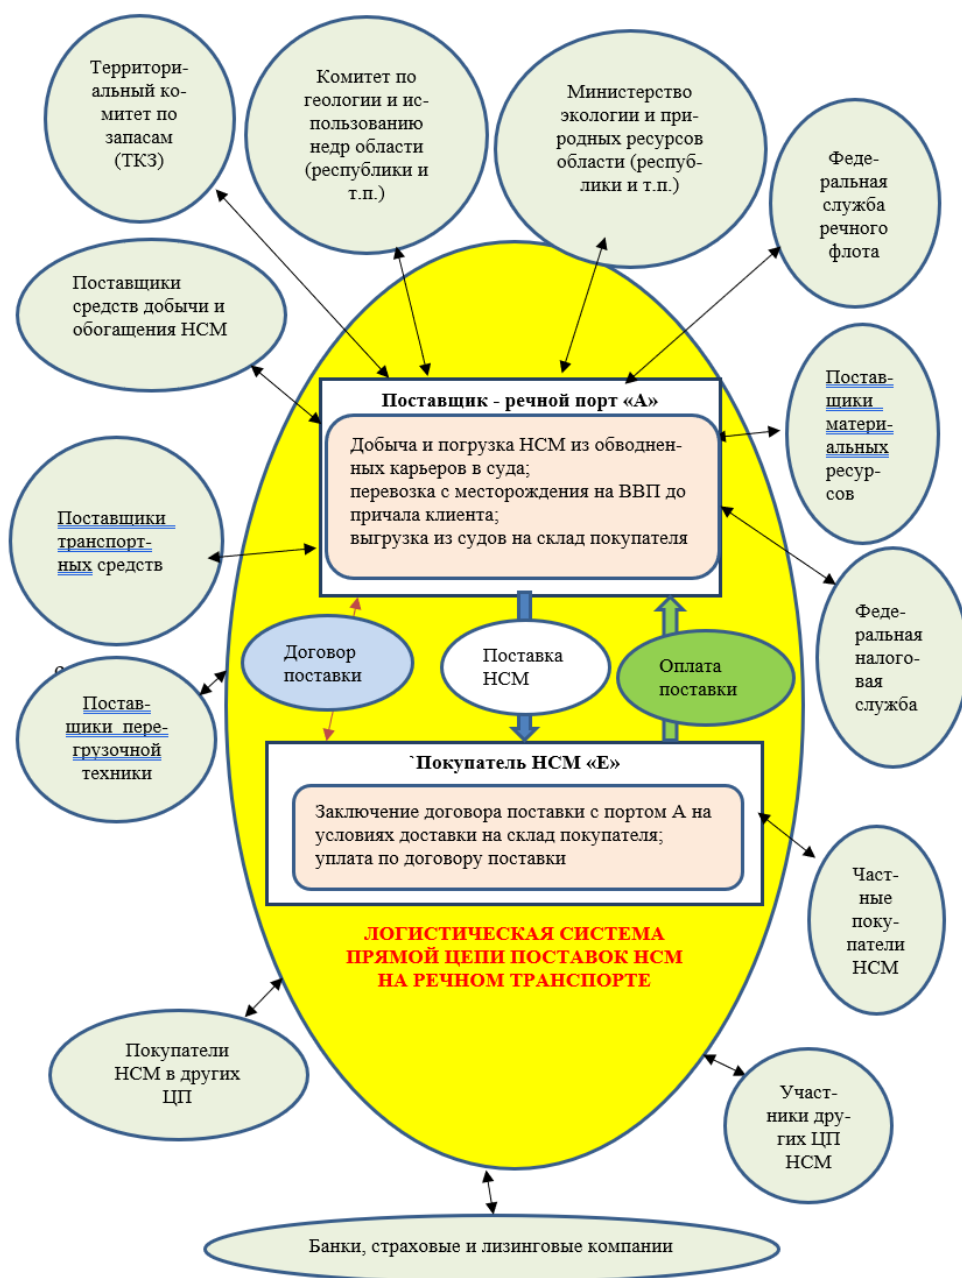 Территори-
альный ко-
митет по
запасам
(ТКЗ)
Комитет по
геологии и ис-
пользованию
недр области
(республики и
т.п.)
Министерство
экологии и при-
родных ресурсов
области (респуб-
лики и т.п.)
Феде-
ральная
служба
речного
флота
Поставщики
средств добычи и
обогащения НСМ
Постав-
щики
матери-
альных
ресур-
сов
Поставщик - речной порт «А»
Добыча и погрузка НСМ из обводнен-
ных карьеров в суда;
перевозка с месторождения на ВВП до
причала клиента;
выгрузка из судов на склад покупателя
Поставщики
транспорт-
ных средств
Феде-
ральная
налого-
вая
служба
Договор
поставки
Поставка
НСМ
Оплата
поставки
Постав-
щики пере-
грузочной
техники
`Покупатель НСМ «Е»
Заключение договора поставки с портом А на
условиях доставки на склад покупателя;
уплата по договору поставки
Част-
ные
поку-
патели
НСМ
ЛОГИСТИЧЕСКАЯ СИСТЕМА
ПРЯМОЙ ЦЕПИ ПОСТАВОК НСМ
НА РЕЧНОМ ТРАНСПОРТЕ
Покупатели
НСМ в других
ЦП
Участ-
ники дру-
гих ЦП
НСМ
Банки, страховые и лизинговые компании